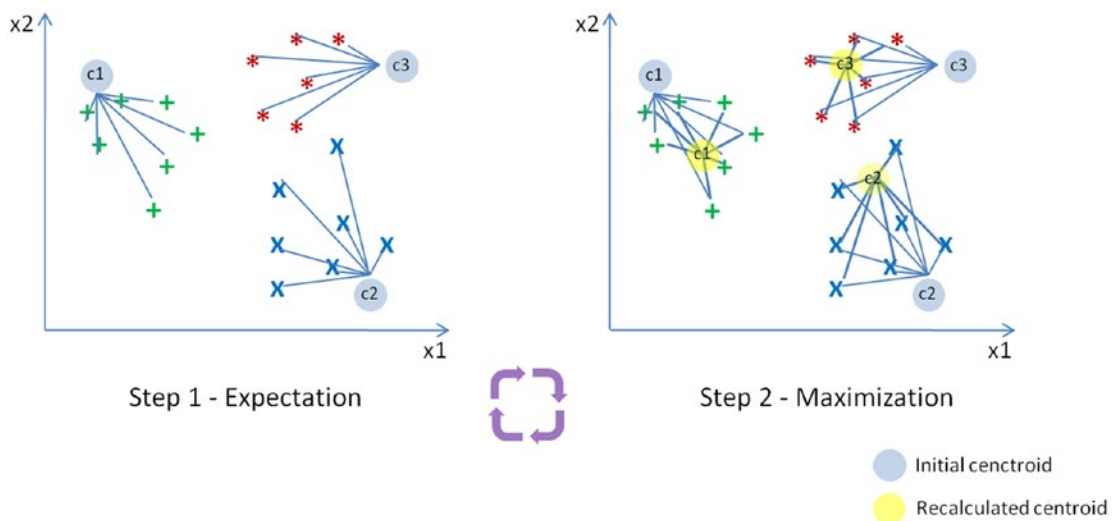 x2
c1
c3
c2
x1
Step 1 - Expectation
x2
c3
c3
c1
c1
c2
c2
x1
Step 2 - Maximization
Initial cenctroid
Recalculated centroid